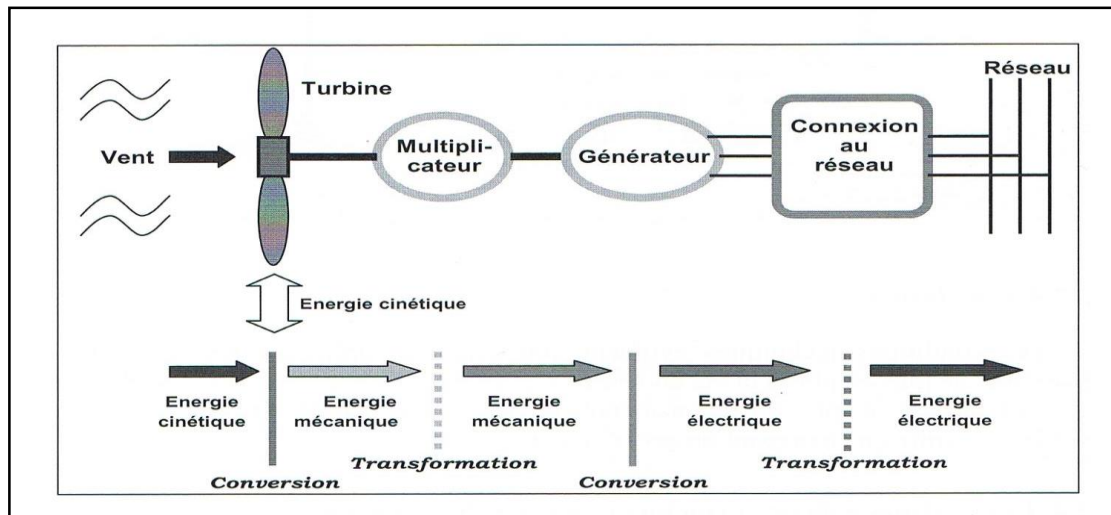 Réseau
Turbine
Vent
Multipli-
cateur
Générateur
Connexion
au
réseau
Energie cinétique
Energie
cinétique
Energie
mécanique
Energie
mécanique
Energie
électrique
Energie
électrique
Transformation
Transformation
Conversion
Conversion